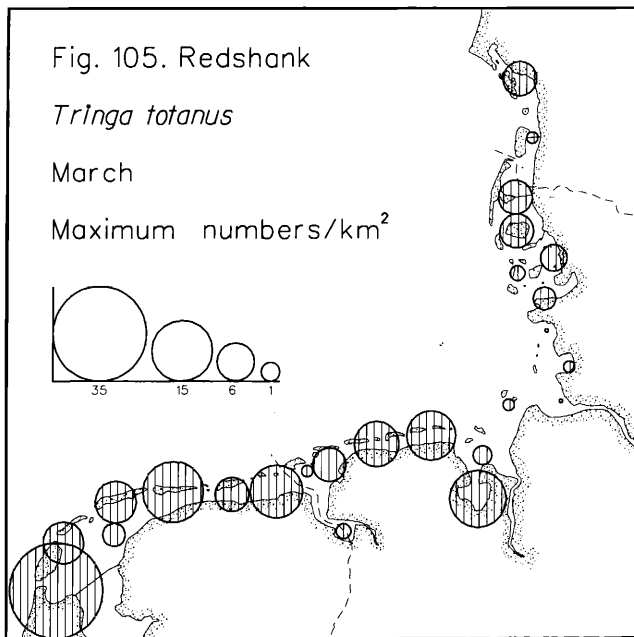 Fig. 105. Redshank
Tringa totanus
March
Maximum numbers/km²
35 15 6 1